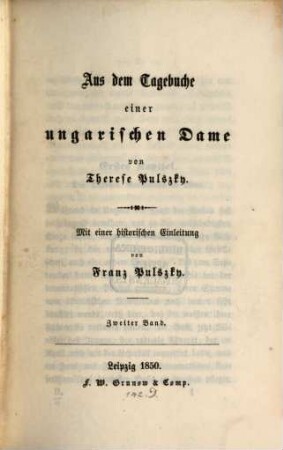 Aus dem Tagebuche
einer
ungarischen Dame
von
Therese Pulszky.
Mit einer historischen Einleitung
von
Franz Pulszky.
Zweiter Band.
Leipzig 1850.
F. W. Grunow & Comp.